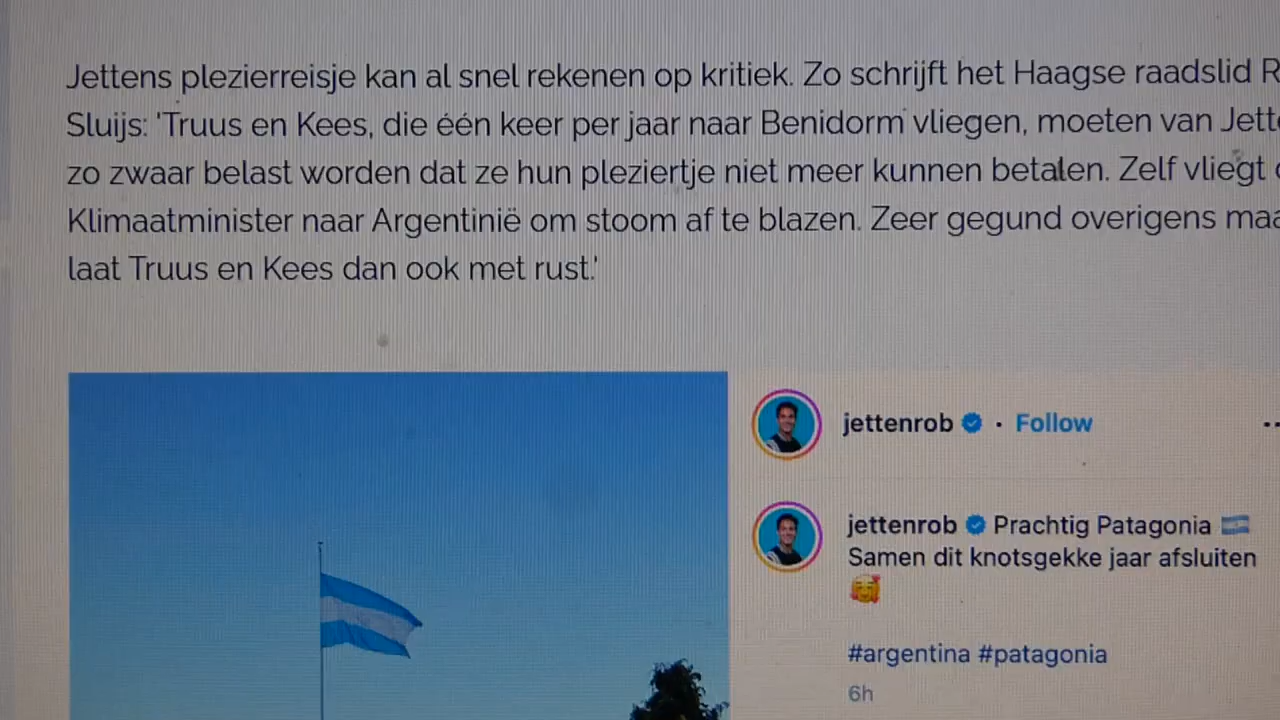 Jettens plezierreisje kan al snel rekenen op kritiek. Zo schrijft het Haagse raadslid R
Sluijs: 'Truus en Kees, die één keer per jaar naar Benidorm vliegen, moeten van Jett
zo zwaar belast worden dat ze hun pleziertje niet meer kunnen betalen. Zelf vliegt
Klimaatminister naar Argentinië om stoom af te blazen. Zeer gegund overigens maa
laat Truus en Kees dan ook met rust.'
jettenrob · Follow
jettenrob Prachtig Patagonia
Samen dit knotsgekke jaar afsluiten
#argentina #patagonia
6h